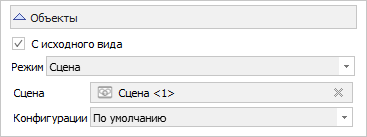 Объекты
С исходного вида
Режим Сцена
Сцена Сцена <1>
Конфигурации По умолчанию